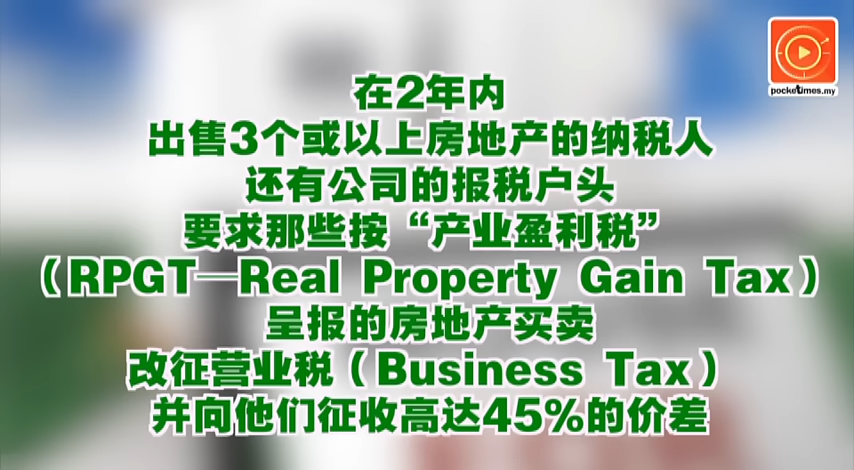 pocketimes.my
在2年内
出售3个或以上房地产的纳税人
还有公司的报税户头
要求那些按“产业盈利税”
（RPGT—Real Property Gain Tax）
呈报的房地产买卖
改征营业税（Business Tax）
并向他们征收高达45%的价差